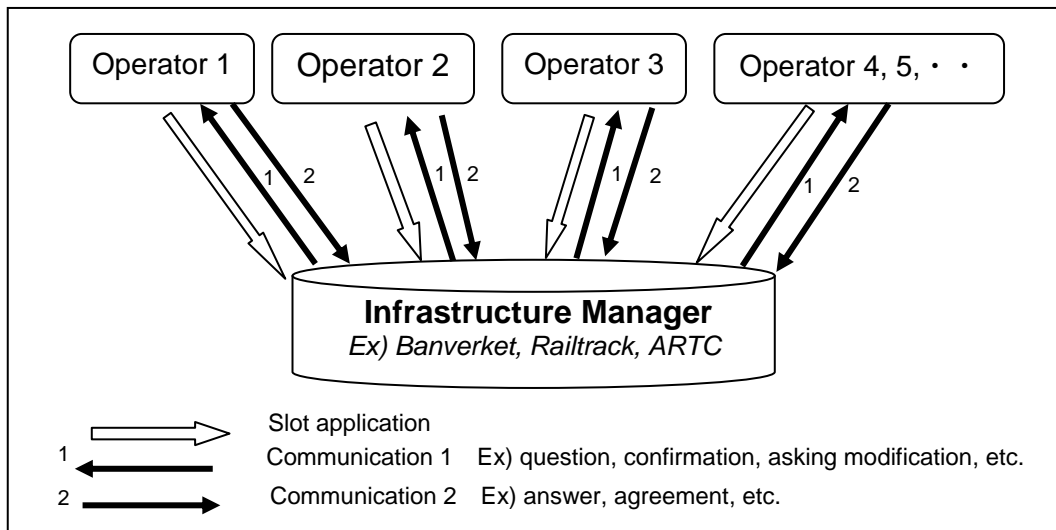 Operator 1 Operator 2 Operator 3 Operator 4, 5, ・ ・
1 2 1 2 1 2 1 2
Infrastructure Manager
Ex) Banverket, Railtrack, ARTC
Slot application
1 Communication 1 Ex) question, confirmation, asking modification, etc.
2 Communication 2 Ex) answer, agreement, etc.